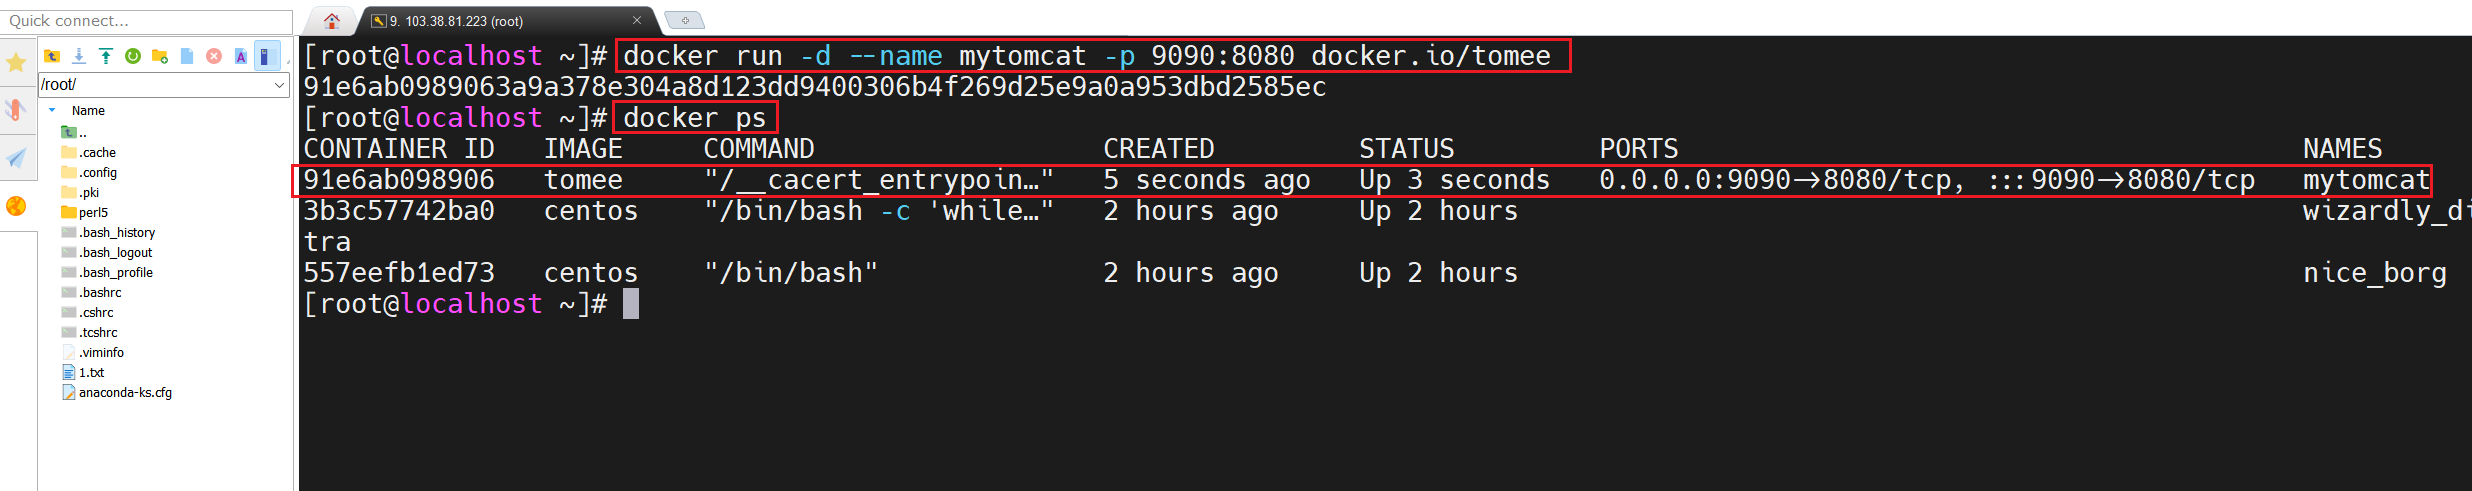 Quick connect...
9. 103.38.81.223 (root)
/root/
Name
..
.cache
.config
.pki
perl5
.bash_history
.bash_logout
.bash_profile
.bashrc
.cshrc
.tcshrc
.viminfo
1.txt
anaconda-ks.cfg
[root@localhost ~]# docker run -d --name mytomcat -p 9090:8080 docker.io/tomee
91e6ab0989063a9a378e304a8d123dd9400306b4f269d25e9a0a953dbd2585ec
[root@localhost ~]# docker ps
CONTAINER ID   IMAGE     COMMAND                  CREATED         STATUS         PORTS                                       NAMES
91e6ab098906   tomee     "/__cacert_entrypoin…"   5 seconds ago   Up 3 seconds   0.0.0.0:9090->8080/tcp, :::9090->8080/tcp   mytomcat
3b3c57742ba0   centos    "/bin/bash -c 'while…"   2 hours ago     Up 2 hours                                                 wizardly_di
tra
557eefb1ed73   centos    "/bin/bash"              2 hours ago     Up 2 hours                                                 nice_borg
[root@localhost ~]#